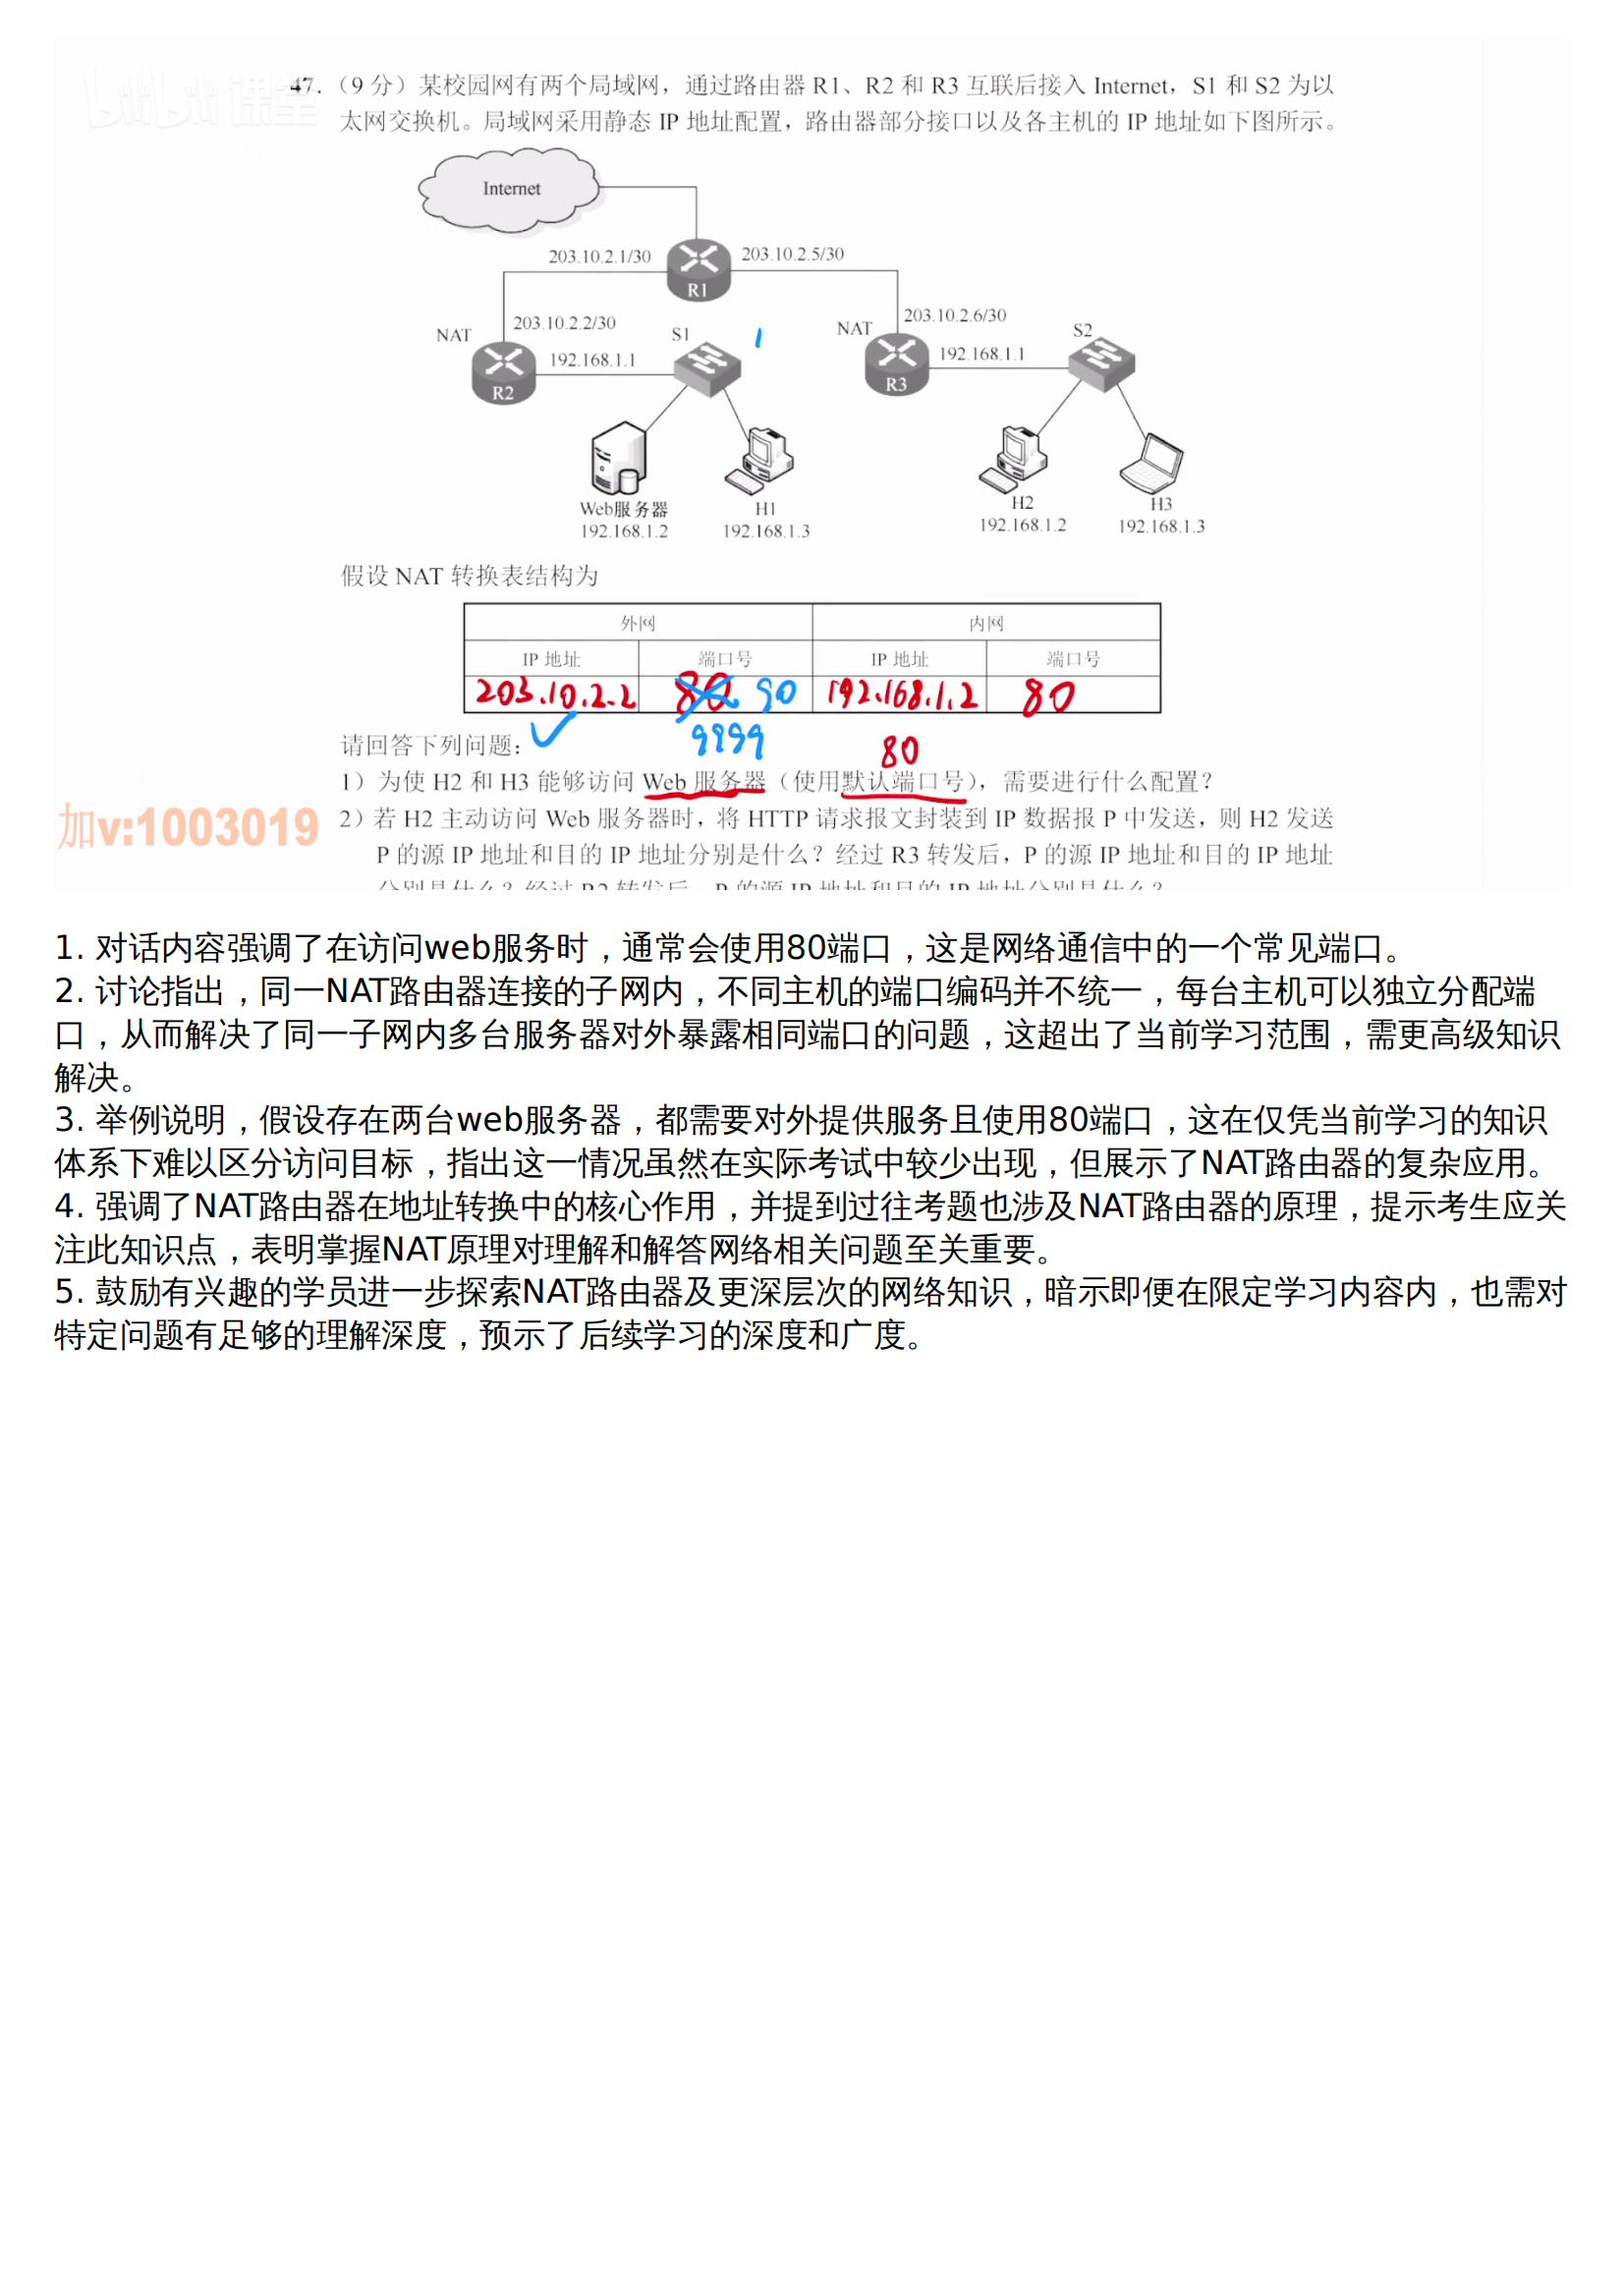 bilibili 课堂
47．（9 分）某校园网有两个局域网，通过路由器 R1、R2 和 R3 互联后接入 Internet，S1 和 S2 为以
太网交换机。局域网采用静态 IP 地址配置，路由器部分接口以及各主机的 IP 地址如下图所示。
Internet
203.10.2.1/30
203.10.2.5/30
R1
NAT
203.10.2.2/30
S1
1
NAT
203.10.2.6/30
S2
192.168.1.1
192.168.1.1
R2
R3
Web服务器
H1
H2
H3
192.168.1.2
192.168.1.3
192.168.1.2
192.168.1.3
假设 NAT 转换表结构为
外网 内网
IP 地址 端口号 IP 地址 端口号
203.10.2.2 80 90 192.168.1.2 80
9999
请回答下列问题：
80
1）为使 H2 和 H3 能够访问 Web 服务器（使用默认端口号），需要进行什么配置？
加v:1003019
2）若 H2 主动访问 Web 服务器时，将 HTTP 请求报文封装到 IP 数据报 P 中发送，则 H2 发送
P 的源 IP 地址和目的 IP 地址分别是什么？经过 R3 转发后，P 的源 IP 地址和目的 IP 地址
分别是什么？经过 R2 转发后，P 的源 IP 地址和目的 IP 地址分别是什么？
1. 对话内容强调了在访问web服务时，通常会使用80端口，这是网络通信中的一个常见端口。
2. 讨论指出，同一NAT路由器连接的子网内，不同主机的端口编码并不统一，每台主机可以独立分配端
口，从而解决了同一子网内多台服务器对外暴露相同端口的问题，这超出了当前学习范围，需更高级知识
解决。
3. 举例说明，假设存在两台web服务器，都需要对外提供服务且使用80端口，这在仅凭当前学习的知识
体系下难以区分访问目标，指出这一情况虽然在实际考试中较少出现，但展示了NAT路由器的复杂应用。
4. 强调了NAT路由器在地址转换中的核心作用，并提到过往考题也涉及NAT路由器的原理，提示考生应关
注此知识点，表明掌握NAT原理对理解和解答网络相关问题至关重要。
5. 鼓励有兴趣的学员进一步探索NAT路由器及更深层次的网络知识，暗示即便在限定学习内容内，也需对
特定问题有足够的理解深度，预示了后续学习的深度和广度。